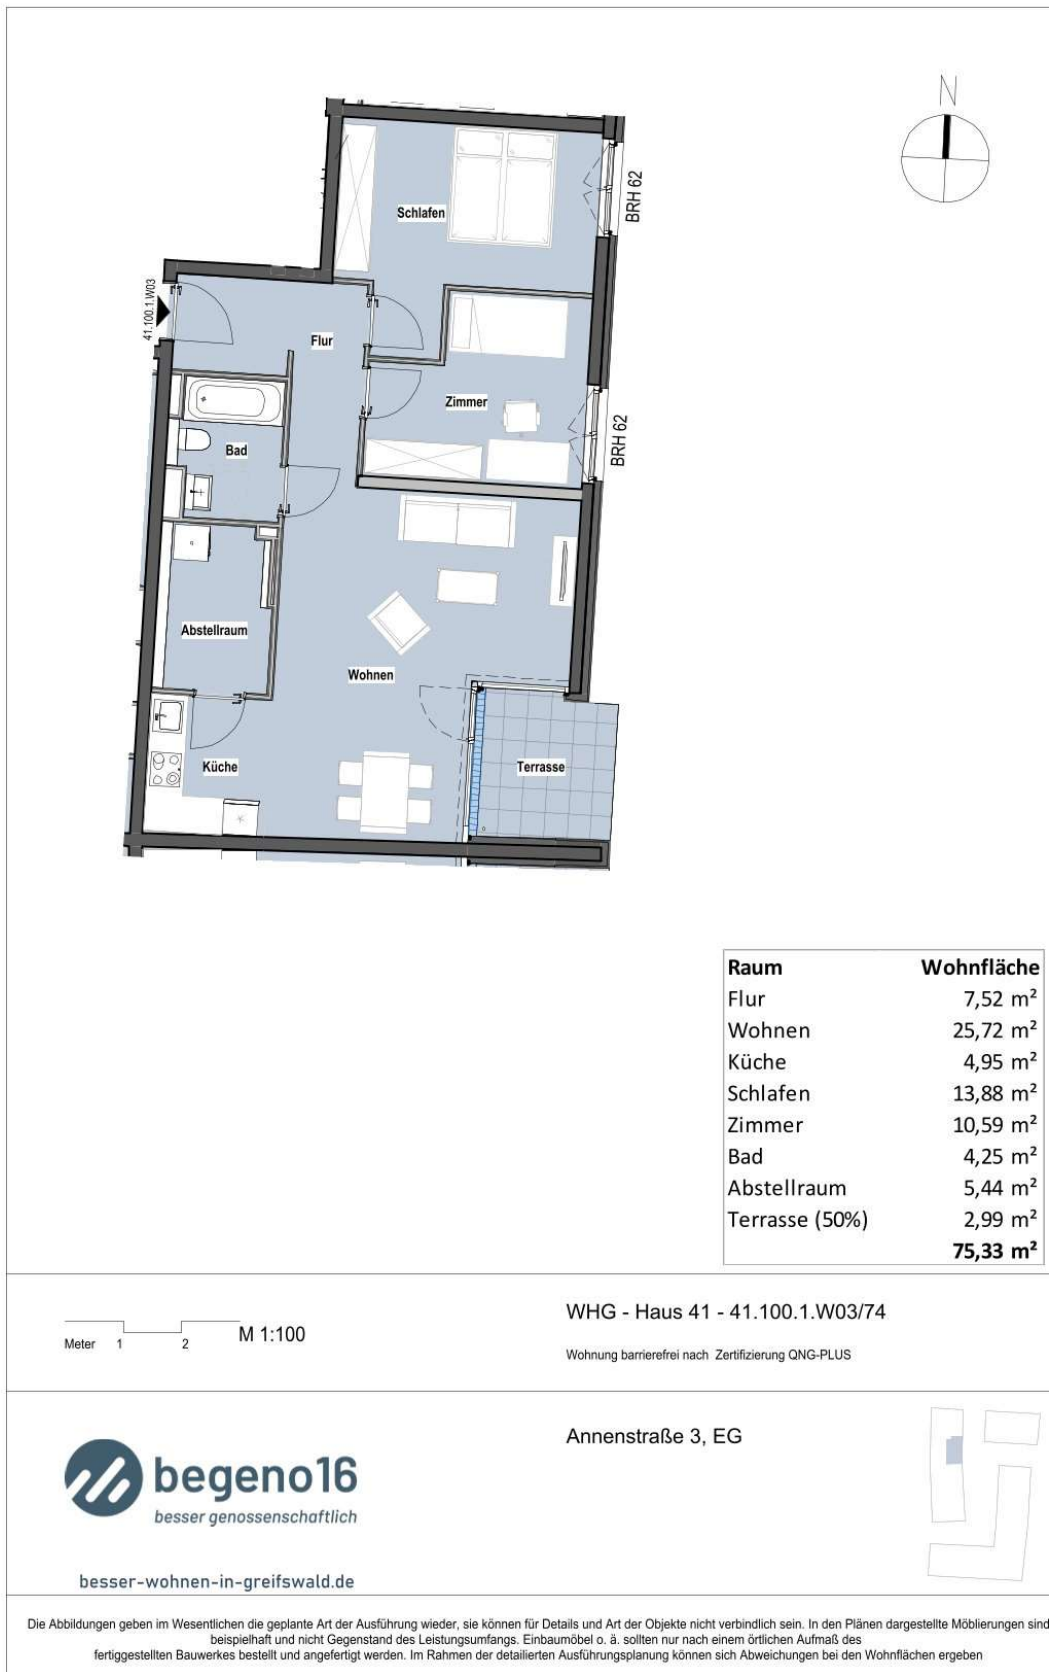 N
Schlafen
BRH 62
41.100.1.W03
Flur
Zimmer
BRH 62
Bad
Abstellraum
Wohnen
Küche
Terrasse
Raum Wohnfläche
Flur 7,52 m²
Wohnen 25,72 m²
Küche 4,95 m²
Schlafen 13,88 m²
Zimmer 10,59 m²
Bad 4,25 m²
Abstellraum 5,44 m²
Terrasse (50%) 2,99 m²
75,33 m²
Meter 1 2 M 1:100
WHG - Haus 41 - 41.100.1.W03/74
Wohnung barrierefrei nach Zertifizierung QNG-PLUS
Annenstraße 3, EG
begeno16
besser genossenschaftlich
besser-wohnen-in-greifswald.de
Die Abbildungen geben im Wesentlichen die geplante Art der Ausführung wieder, sie können für Details und Art der Objekte nicht verbindlich sein. In den Plänen dargestellte Möblierungen sind
beispielhaft und nicht Gegenstand des Leistungsumfangs. Einbaumöbel o. ä. sollten nur nach einem örtlichen Aufmaß des
fertiggestellten Bauwerkes bestellt und angefertigt werden. Im Rahmen der detailierten Ausführungsplanung können sich Abweichungen bei den Wohnflächen ergeben